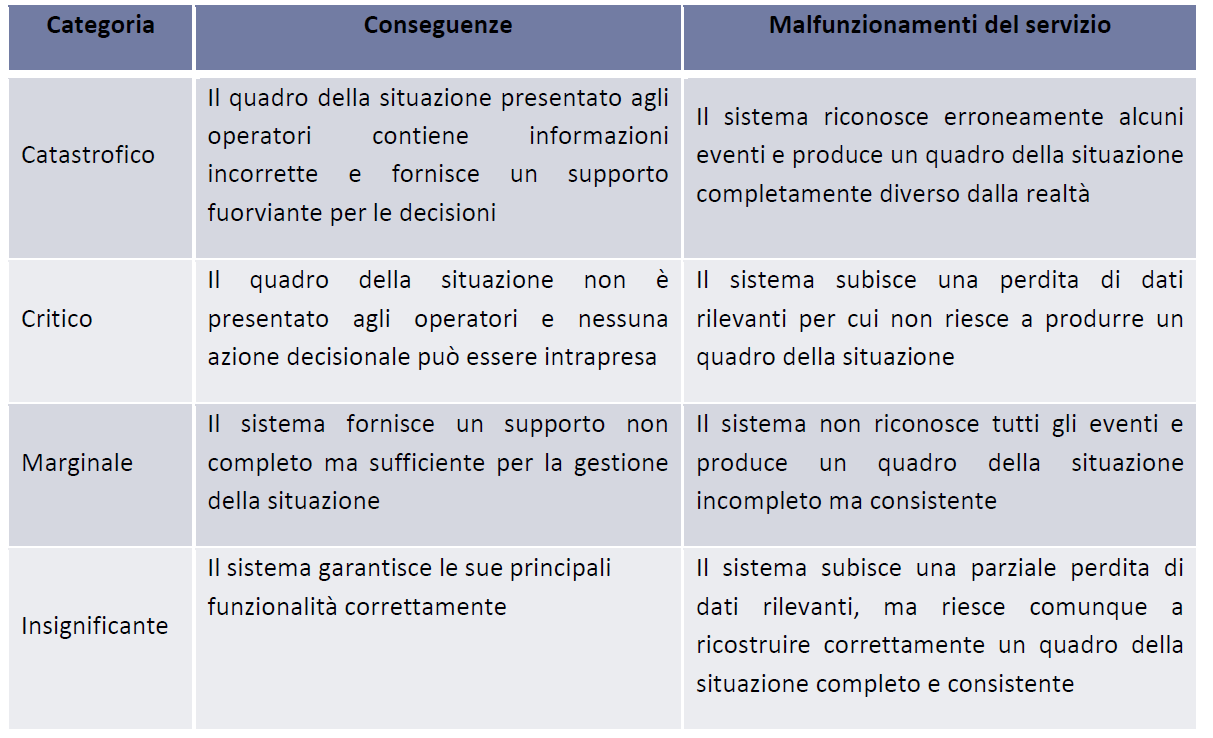 Categoria
Conseguenze
Malfunzionamenti del servizio
Catastrofico
Il quadro della situazione presentato agli
operatori contiene informazioni
incorrette e fornisce un supporto
fuorviante per le decisioni
Il sistema riconosce erroneamente alcuni
eventi e produce un quadro della situazione
completamente diverso dalla realtà
Critico
Il quadro della situazione non è
presentato agli operatori e nessuna
azione decisionale può essere intrapresa
Il sistema subisce una perdita di dati
rilevanti per cui non riesce a produrre un
quadro della situazione
Marginale
Il sistema fornisce un supporto non
completo ma sufficiente per la gestione
della situazione
Il sistema non riconosce tutti gli eventi e
produce un quadro della situazione
incompleto ma consistente
Insignificante
Il sistema garantisce le sue principali
funzionalità correttamente
Il sistema subisce una parziale perdita di
dati rilevanti, ma riesce comunque a
ricostruire correttamente un quadro della
situazione completo e consistente